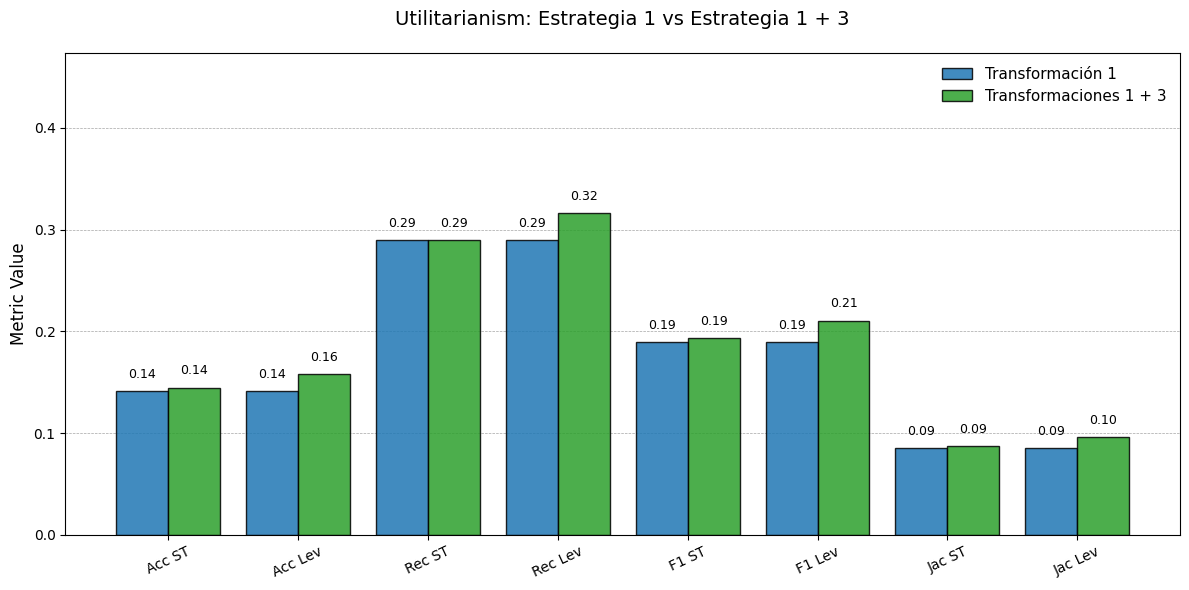 Utilitarianism: Estrategia 1 vs Estrategia 1 + 3
Transformación 1
Transformaciones 1 + 3
Metric Value
0.4
0.3
0.2
0.1
0.0
0.14 0.14 0.14 0.16 0.29 0.29 0.29 0.32 0.19 0.19 0.19 0.21 0.09 0.09 0.09 0.10
Acc ST Acc Lev Rec ST Rec Lev F1 ST F1 Lev Jac ST Jac Lev